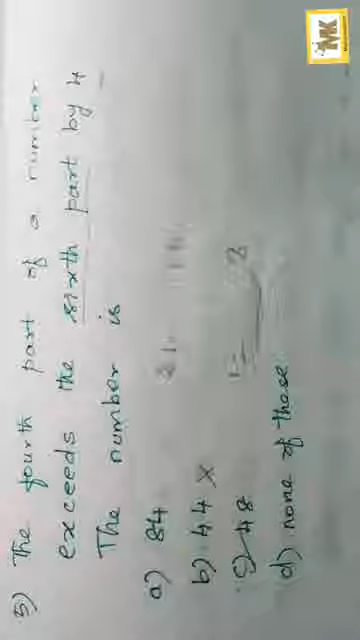 5) The fourth part of a number
exceeds the sixth part by 4
The number is
a) 84
b) 44 x
c) 48
d) none of these
NK